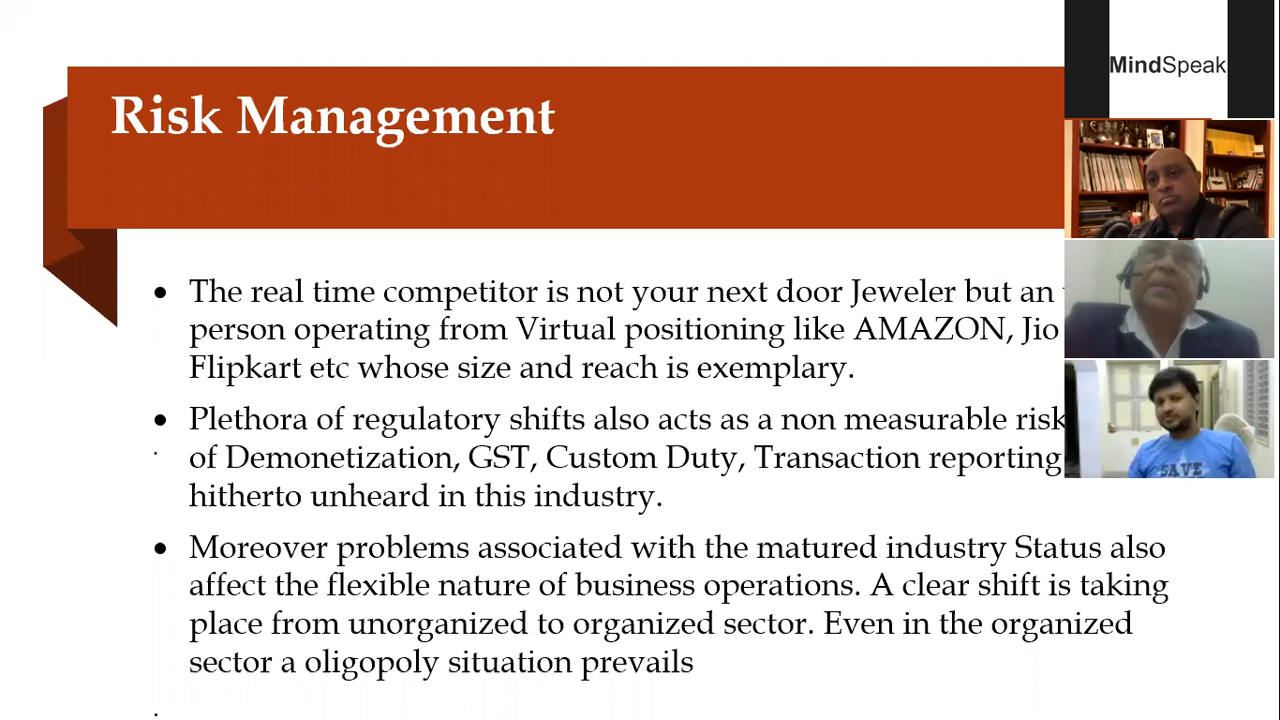 Risk Management
MindSpeak
• The real time competitor is not your next door Jeweler but an
person operating from Virtual positioning like AMAZON, Jio
Flipkart etc whose size and reach is exemplary.
• Plethora of regulatory shifts also acts as a non measurable risk
of Demonetization, GST, Custom Duty, Transaction reporting
hitherto unheard in this industry.
• Moreover problems associated with the matured industry Status also
affect the flexible nature of business operations. A clear shift is taking
place from unorganized to organized sector. Even in the organized
sector a oligopoly situation prevails
SAVE